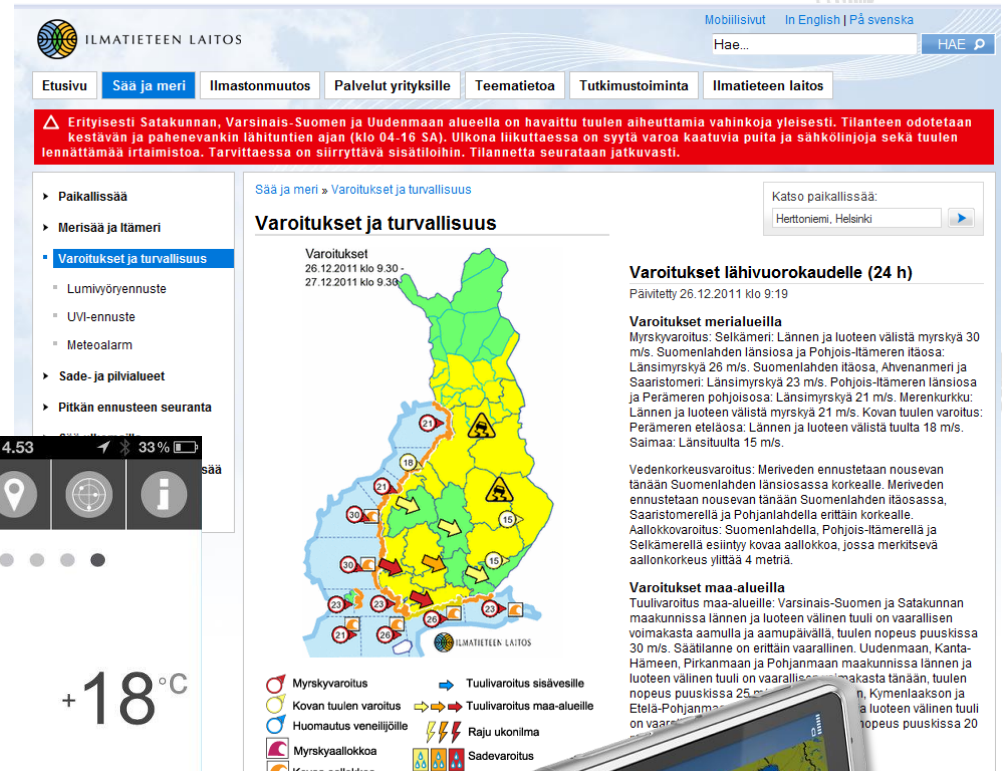 Mobiilisivut In English | På svenska
ILMATIETEEN LAITOS
Hae...
HAE
Etusivu Sää ja meri Ilmastonmuutos Palvelut yrityksille Teematietoa Tutkimustoiminta Ilmatieteen laitos
Erityisesti Satakunnan, Varsinais-Suomen ja Uudenmaan alueella on havaittu tuulen aiheuttamia vahinkoja yleisesti. Tilanteen odotetaan
kestävän ja pahenevankin lähituntien ajan (klo 04-16 SA). Ulkona liikuttaessa on syytä varoa kaatuvia puita ja sähkölinjoja sekä tuulen
lennättämää irtaimistoa. Tarvittaessa on siirryttävä sisätiloihin. Tilannetta seurataan jatkuvasti.
Paikallissää
Merisää ja Itämeri
Varoitukset ja turvallisuus
Lumivyöryennuste
UVI-ennuste
Meteoalarm
Sade- ja pilvialueet
Pitkän ennusteen seuranta
sää
4.53
33%
+18°C
Sää ja meri » Varoitukset ja turvallisuus
Varoitukset ja turvallisuus
Katso paikallissää:
Herttoniemi, Helsinki
Varoitukset
26.12.2011 klo 9.30 -
27.12.2011 klo 9.30
21
18
21
30
15
30
15
23
23
23
26
21
26
ILMATIETEEN LAITOS
Myrskyvaroitus
Kovan tuulen varoitus
Huomautus veneilijöille
Myrskyaallokkoa
Kovaa aallokkoa
Tuulivaroitus sisävesille
Tuulivaroitus maa-alueille
Raju ukonilma
Sadevaroitus
Varoitukset lähivuorokaudelle (24 h)
Päivitetty 26.12.2011 klo 9:19
Varoitukset merialueilla
Myrskyvaroitus: Selkämeri: Lännen ja luoteen välistä myrskyä 30
m/s. Suomenlahden länsiosa ja Pohjois-Itämeren itäosa:
Länsimyrskyä 26 m/s. Suomenlahden itäosa, Ahvenanmeri ja
Saaristomeri: Länsimyrskyä 23 m/s. Pohjois-Itämeren länsiosa
ja Perämeren pohjoisosa: Länsimyrskyä 21 m/s. Merenkurkku:
Lännen ja luoteen välistä myrskyä 21 m/s. Kovan tuulen varoitus:
Perämeren eteläosa: Lännen ja luoteen välistä tuulta 18 m/s.
Saimaa: Länsituulta 15 m/s.
Vedenkorkeusvaroitus: Meriveden ennustetaan nousevan
tänään Suomenlahden länsiosassa korkealle. Meriveden
ennustetaan nousevan tänään Suomenlahden itäosassa,
Saaristomerellä ja Pohjanlahdella erittäin korkealle.
Aallokkovaroitus: Suomenlahdella, Pohjois-Itämerellä ja
Selkämerellä esiintyy kovaa aallokkoa, jossa merkitsevä
aallonkorkeus ylittää 4 metriä.
Varoitukset maa-alueilla
Tuulivaroitus maa-alueille: Varsinais-Suomen ja Satakunnan
maakunnissa lännen ja luoteen välinen tuuli on vaarallisen
voimakasta aamulla ja aamupäivällä, tuulen nopeus puuskissa
30 m/s. Säätilanne on erittäin vaarallinen. Uudenmaan, Kanta-
Hämeen, Pirkanmaan ja Pohjanmaan maakunnissa lännen ja
luoteen välinen tuuli on vaarallisen voimakasta tänään, tuulen
nopeus puuskissa 25 Kymenlaakson ja
Etelä-Pohjanmaan luoteen välinen tuuli
on nopeus puuskissa 20